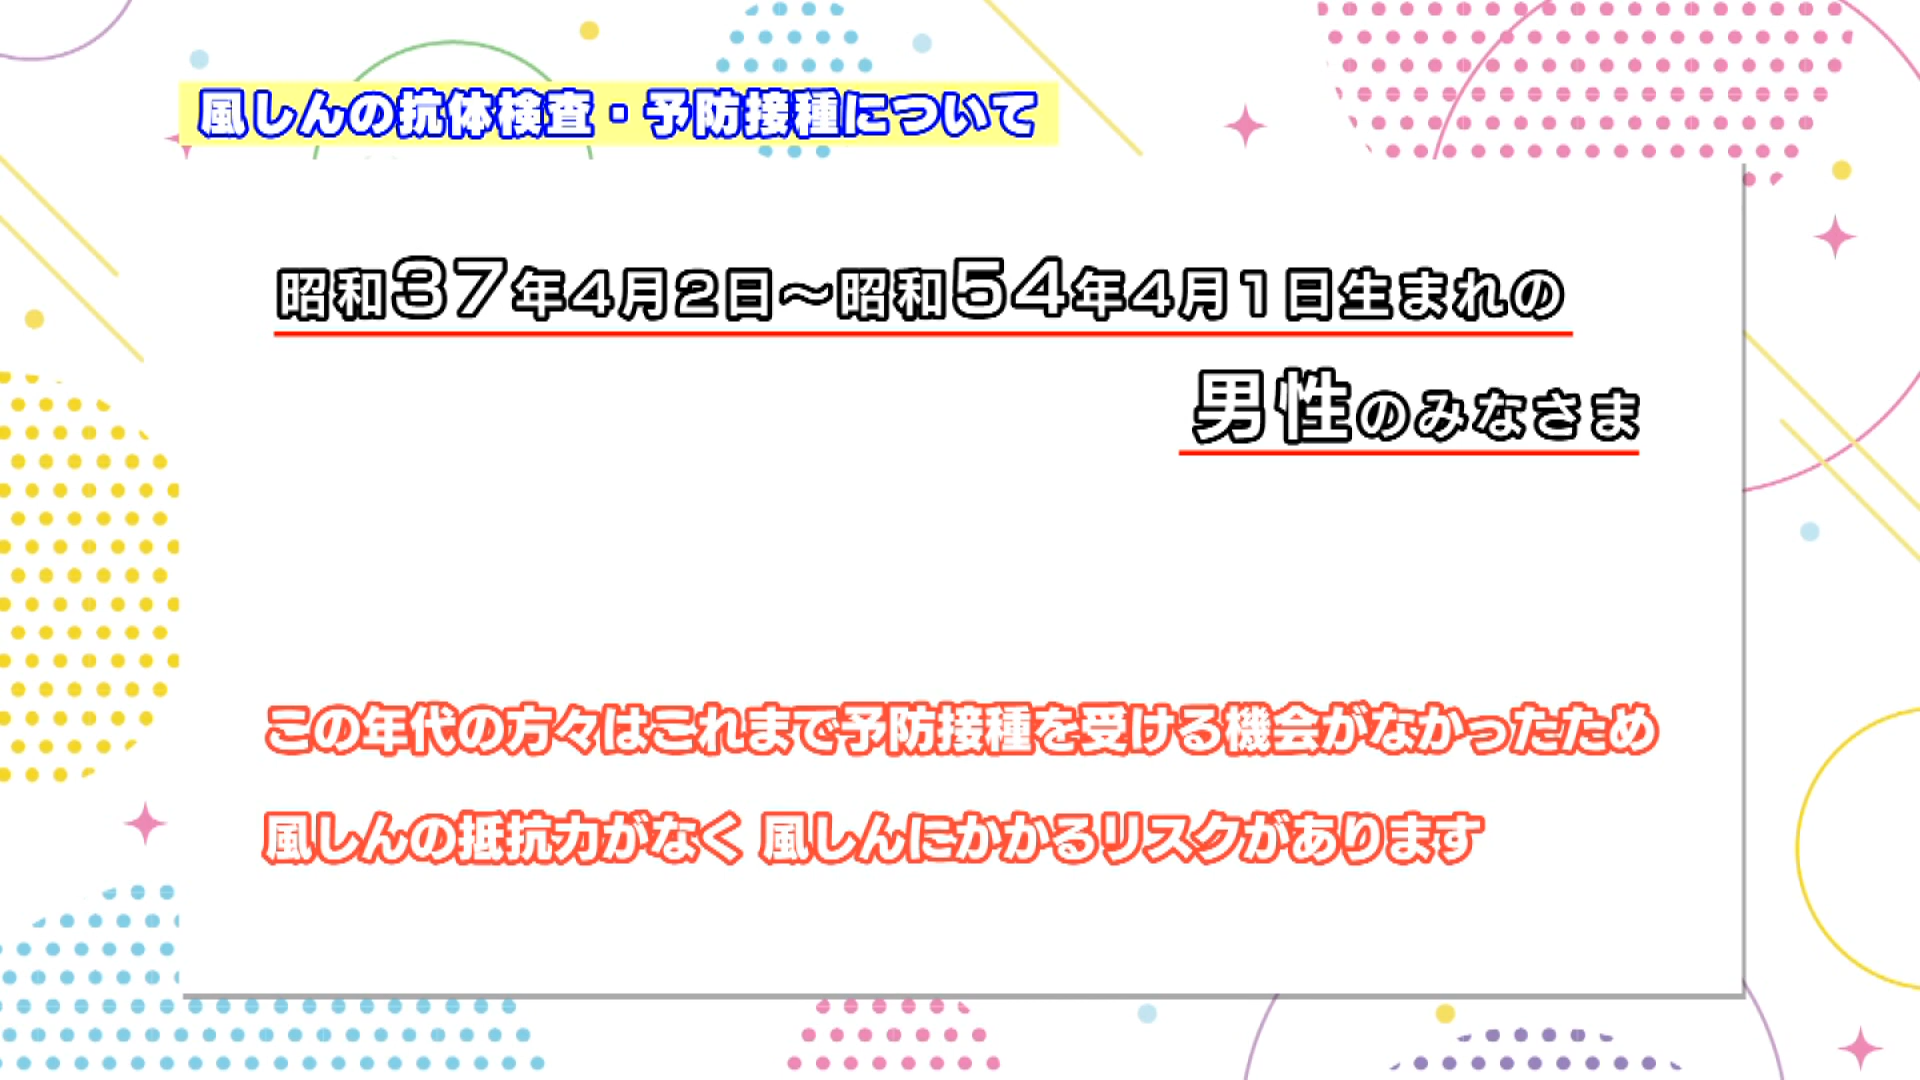 風しんの抗体検査・予防接種について
昭和37年4月2日～昭和54年4月1日生まれの
男性のみなさま
この年代の方々はこれまで予防接種を受ける機会がなかったため
風しんの抵抗力がなく 風しんにかかるリスクがあります